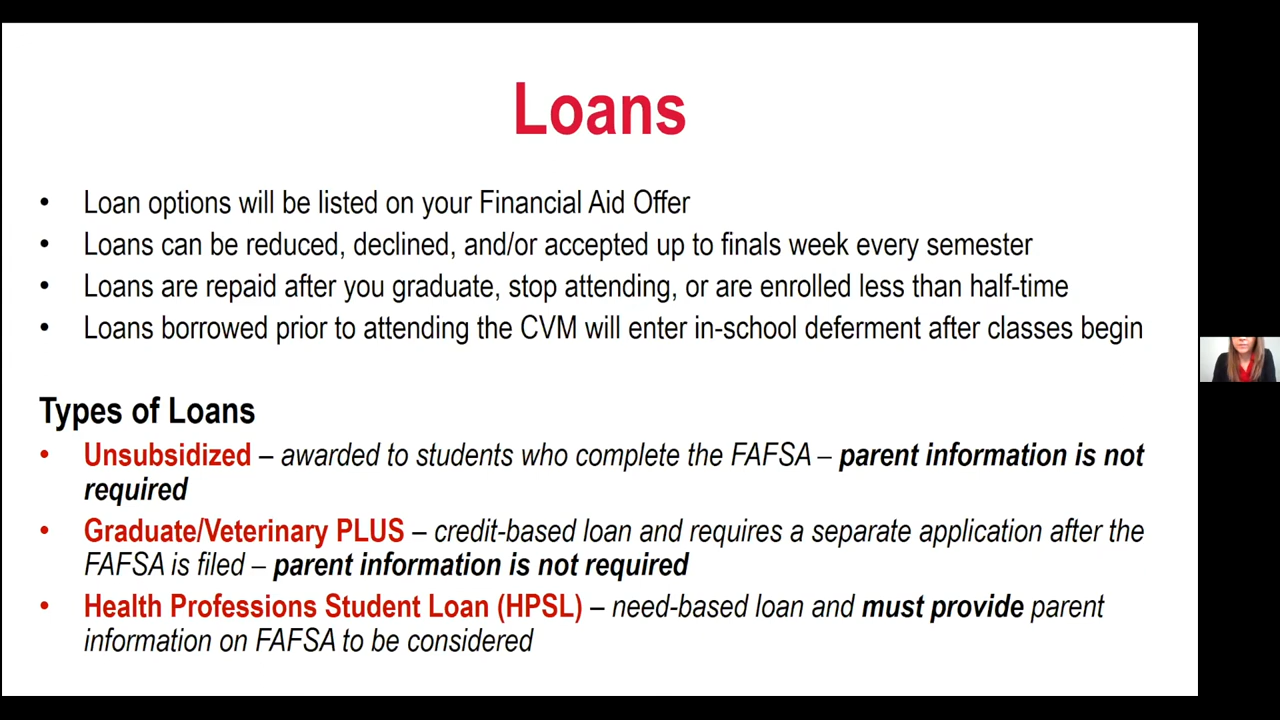 Loans
• Loan options will be listed on your Financial Aid Offer
• Loans can be reduced, declined, and/or accepted up to finals week every semester
• Loans are repaid after you graduate, stop attending, or are enrolled less than half-time
• Loans borrowed prior to attending the CVM will enter in-school deferment after classes begin
Types of Loans
• Unsubsidized – awarded to students who complete the FAFSA – parent information is not
required
• Graduate/Veterinary PLUS – credit-based loan and requires a separate application after the
FAFSA is filed – parent information is not required
• Health Professions Student Loan (HPSL) – need-based loan and must provide parent
information on FAFSA to be considered